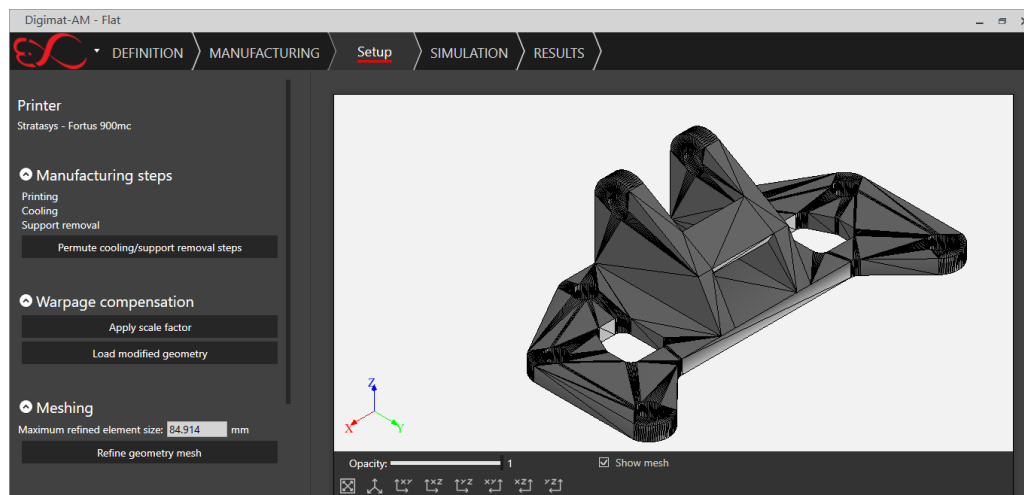 Digimat-AM - Flat
DEFINITION MANUFACTURING Setup SIMULATION RESULTS
Printer
Stratasys - Fortus 900mc
Manufacturing steps
Printing
Cooling
Support removal
Permute cooling/support removal steps
Warpage compensation
Apply scale factor
Load modified geometry
Meshing
Maximum refined element size: 84.914 mm
Refine geometry mesh
Z
X Y
Opacity: 1 Show mesh
XY XZ YZ XY XZ YZ